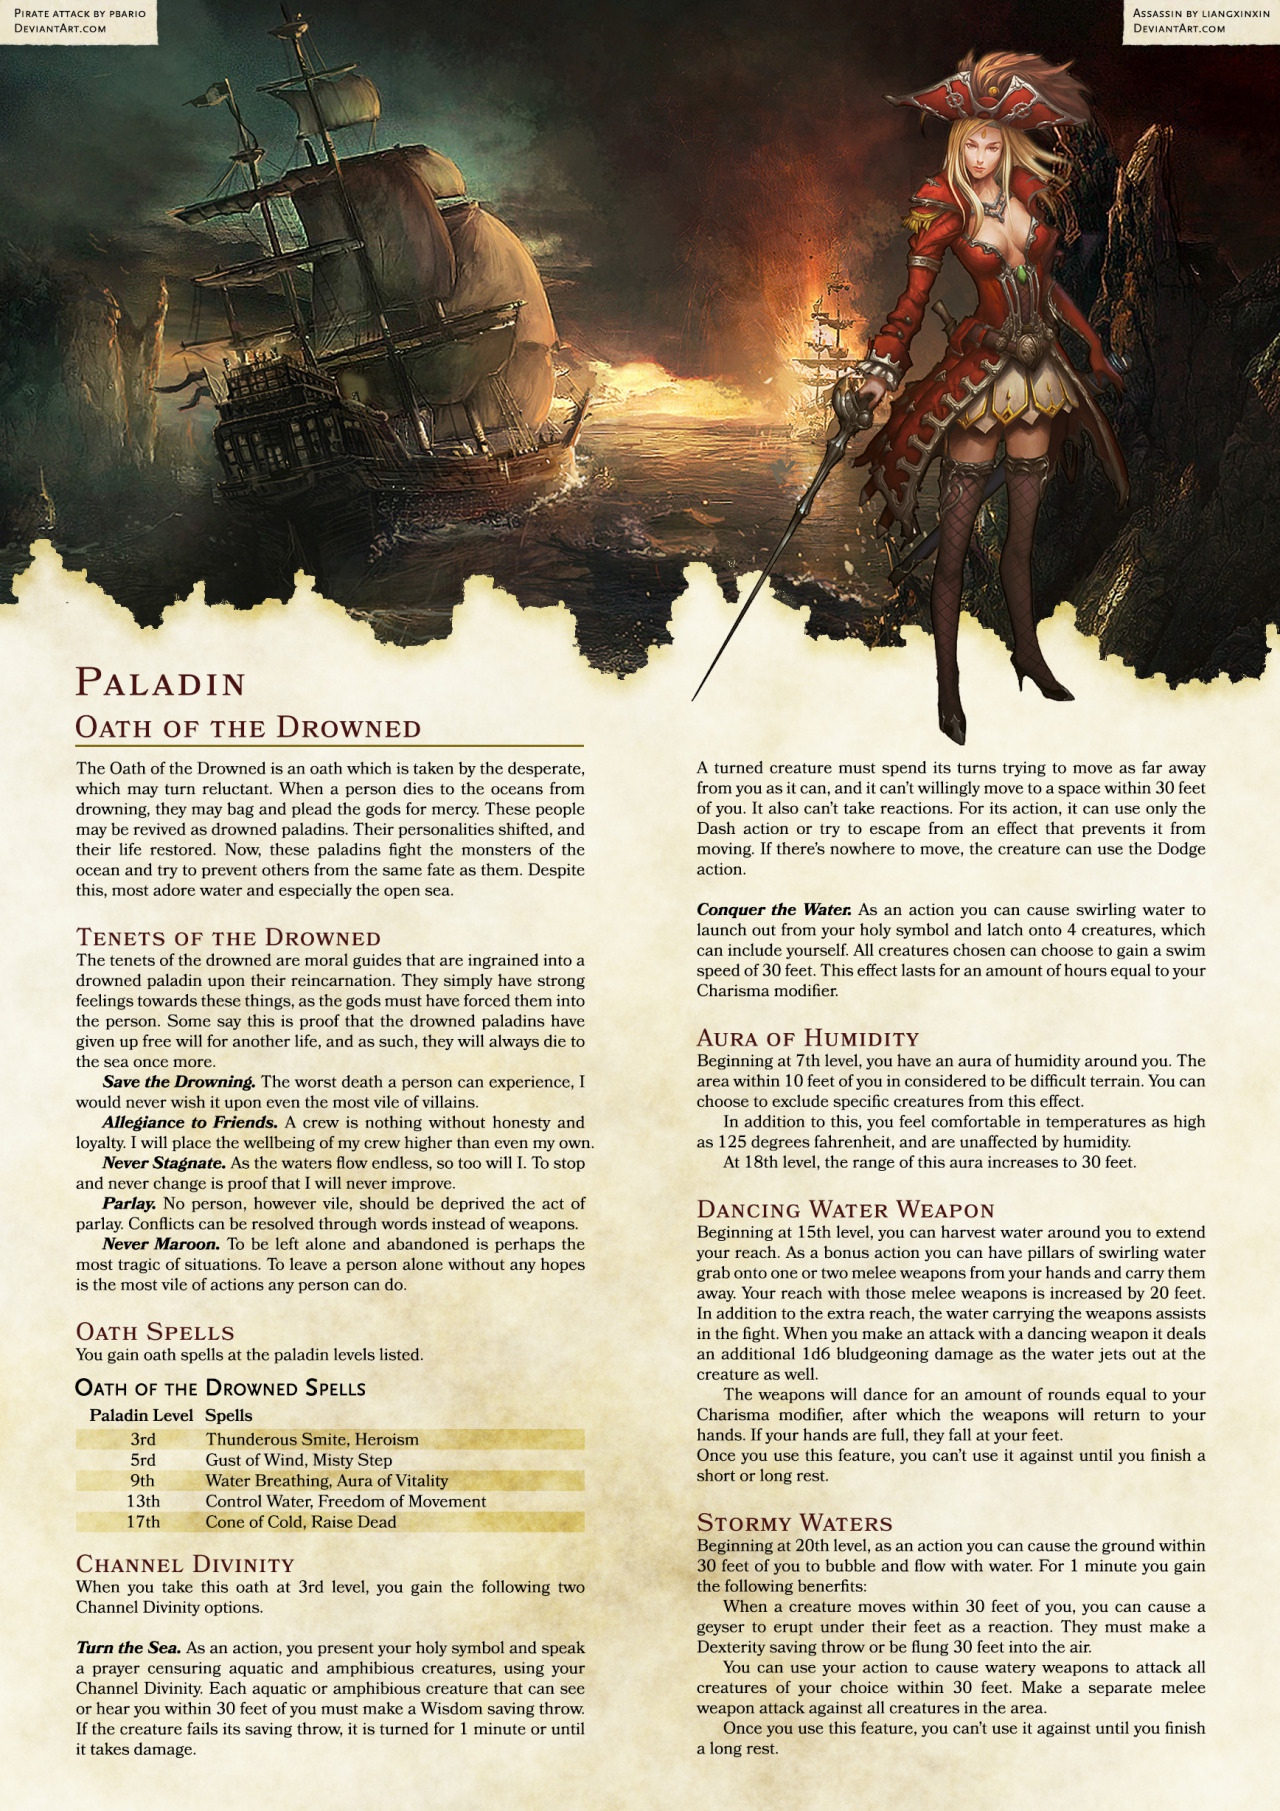 Pirate attack by pbario
DeviantArt.com
Assassin by liangxinxin
DeviantArt.com
Paladin
Oath of the Drowned
The Oath of the Drowned is an oath which is taken by the desperate,
which may turn reluctant. When a person dies to the oceans from
drowning, they may bag and plead the gods for mercy. These people
may be revived as drowned paladins. Their personalities shifted, and
their life restored. Now, these paladins fight the monsters of the
ocean and try to prevent others from the same fate as them. Despite
this, most adore water and especially the open sea.
Tenets of the Drowned
The tenets of the drowned are moral guides that are ingrained into a
drowned paladin upon their reincarnation. They simply have strong
feelings towards these things, as the gods must have forced them into
the person. Some say this is proof that the drowned paladins have
given up free will for another life, and as such, they will always die to
the sea once more.
Save the Drowning. The worst death a person can experience, I
would never wish it upon even the most vile of villains.
Allegiance to Friends. A crew is nothing without honesty and
loyalty. I will place the wellbeing of my crew higher than even my own.
Never Stagnate. As the waters flow endless, so too will I. To stop
and never change is proof that I will never improve.
Parlay. No person, however vile, should be deprived the act of
parlay. Conflicts can be resolved through words instead of weapons.
Never Maroon. To be left alone and abandoned is perhaps the
most tragic of situations. To leave a person alone without any hopes
is the most vile of actions any person can do.
Oath Spells
You gain oath spells at the paladin levels listed.
Oath of the Drowned Spells
Paladin Level Spells
3rd Thunderous Smite, Heroism
5rd Gust of Wind, Misty Step
9th Water Breathing, Aura of Vitality
13th Control Water, Freedom of Movement
17th Cone of Cold, Raise Dead
Channel Divinity
When you take this oath at 3rd level, you gain the following two
Channel Divinity options.
Turn the Sea. As an action, you present your holy symbol and speak
a prayer censuring aquatic and amphibious creatures, using your
Channel Divinity. Each aquatic or amphibious creature that can see
or hear you within 30 feet of you must make a Wisdom saving throw.
If the creature fails its saving throw, it is turned for 1 minute or until
it takes damage.
A turned creature must spend its turns trying to move as far away
from you as it can, and it can't willingly move to a space within 30 feet
of you. It also can't take reactions. For its action, it can use only the
Dash action or try to escape from an effect that prevents it from
moving. If there's nowhere to move, the creature can use the Dodge
action.
Conquer the Water. As an action you can cause swirling water to
launch out from your holy symbol and latch onto 4 creatures, which
can include yourself. All creatures chosen can choose to gain a swim
speed of 30 feet. This effect lasts for an amount of hours equal to your
Charisma modifier.
Aura of Humidity
Beginning at 7th level, you have an aura of humidity around you. The
area within 10 feet of you in considered to be difficult terrain. You can
choose to exclude specific creatures from this effect.
In addition to this, you feel comfortable in temperatures as high
as 125 degrees fahrenheit, and are unaffected by humidity.
At 18th level, the range of this aura increases to 30 feet.
Dancing Water Weapon
Beginning at 15th level, you can harvest water around you to extend
your reach. As a bonus action you can have pillars of swirling water
grab onto one or two melee weapons from your hands and carry them
away. Your reach with those melee weapons is increased by 20 feet.
In addition to the extra reach, the water carrying the weapons assists
in the fight. When you make an attack with a dancing weapon it deals
an additional 1d6 bludgeoning damage as the water jets out at the
creature as well.
The weapons will dance for an amount of rounds equal to your
Charisma modifier, after which the weapons will return to your
hands. If your hands are full, they fall at your feet.
Once you use this feature, you can't use it against until you finish a
short or long rest.
Stormy Waters
Beginning at 20th level, as an action you can cause the ground within
30 feet of you to bubble and flow with water. For 1 minute you gain
the following benefits:
When a creature moves within 30 feet of you, you can cause a
geyser to erupt under their feet as a reaction. They must make a
Dexterity saving throw or be flung 30 feet into the air.
You can use your action to cause watery weapons to attack all
creatures of your choice within 30 feet. Make a separate melee
weapon attack against all creatures in the area.
Once you use this feature, you can't use it against until you finish
a long rest.